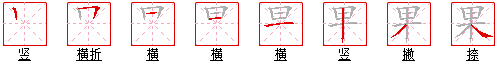 竖 横折 横 横 横 竖 撇 捺